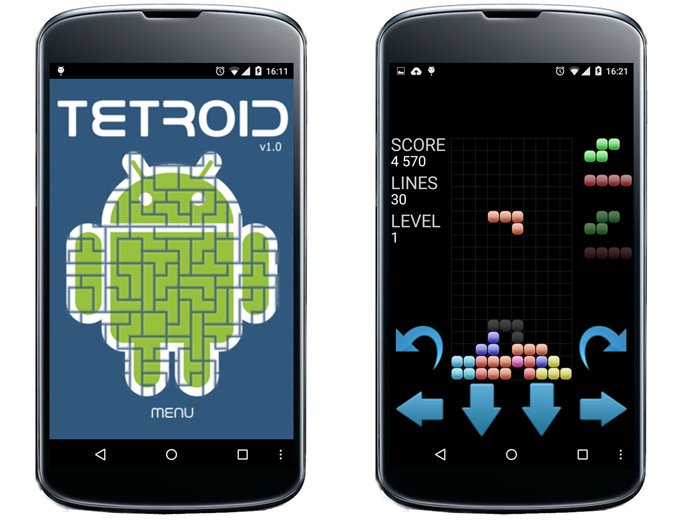 16:11
TETROID
v1.0
MENU
16:21
SCORE
4 570
LINES
30
LEVEL
1